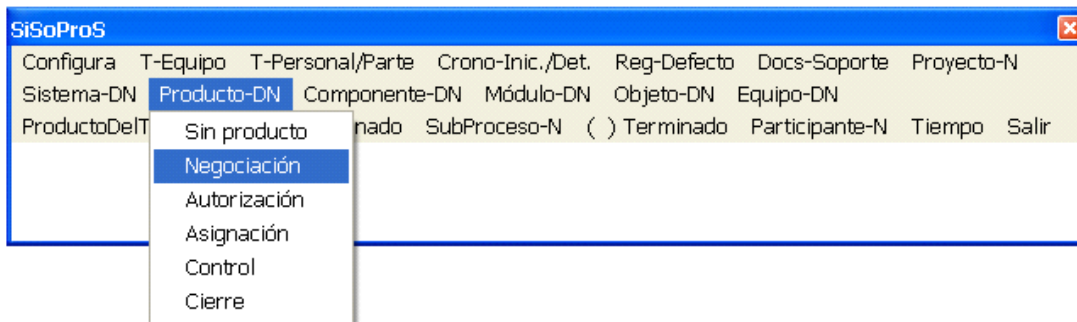 SiSoProS
Configura T-Equipo T-Personal/Parte Crono-Inic./Det. Reg-Defecto Docs-Soporte Proyecto-N
Sistema-DN Producto-DN Componente-DN Módulo-DN Objeto-DN Equipo-DN
ProductoDelT nado SubProceso-N ( ) Terminado Participante-N Tiempo Salir
Sin producto
Negociación
Autorización
Asignación
Control
Cierre